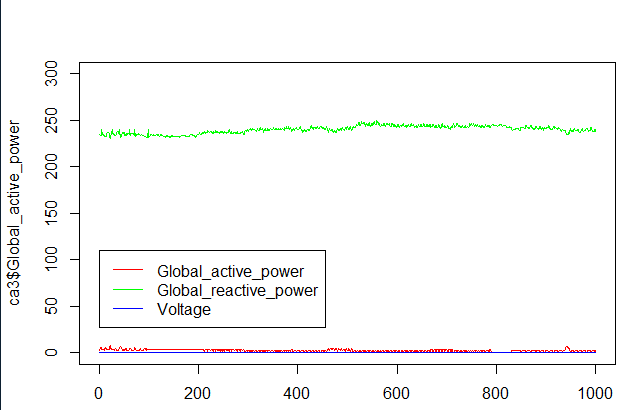 300
250
200
150
100
50
0
ca3$Global_active_power
Global_active_power
Global_reactive_power
Voltage
0 200 400 600 800 1000